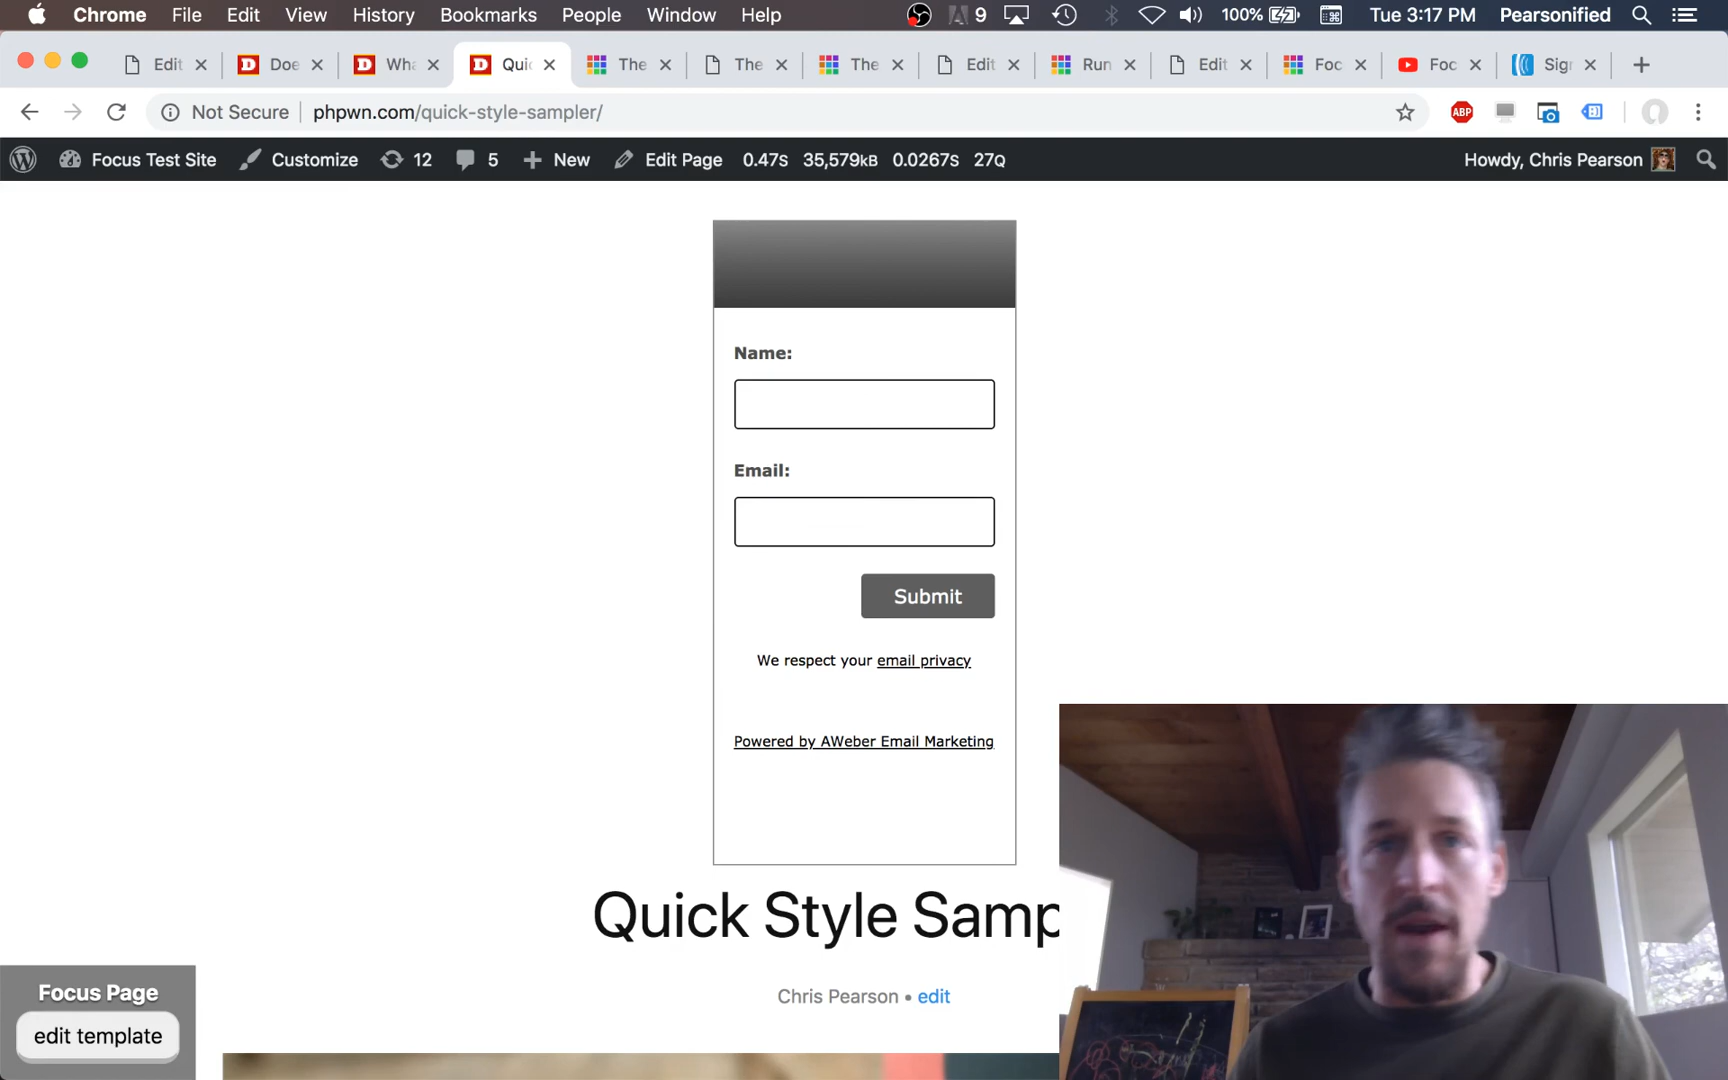 Chrome File Edit View History Bookmarks People Window Help 9 100% Tue 3:17 PM Pearsonified
Edit Doe Wha Quic The The The Edit Run Edit Foc Foc Sign
Not Secure phpwn.com/quick-style-sampler/ ABP
Focus Test Site Customize 12 5 New Edit Page 0.47S 35,579KB 0.0267S 27Q Howdy, Chris Pearson
Name:
Email:
Submit
We respect your email privacy
Powered by AWeber Email Marketing
Quick Style Samp
Chris Pearson • edit
Focus Page
edit template